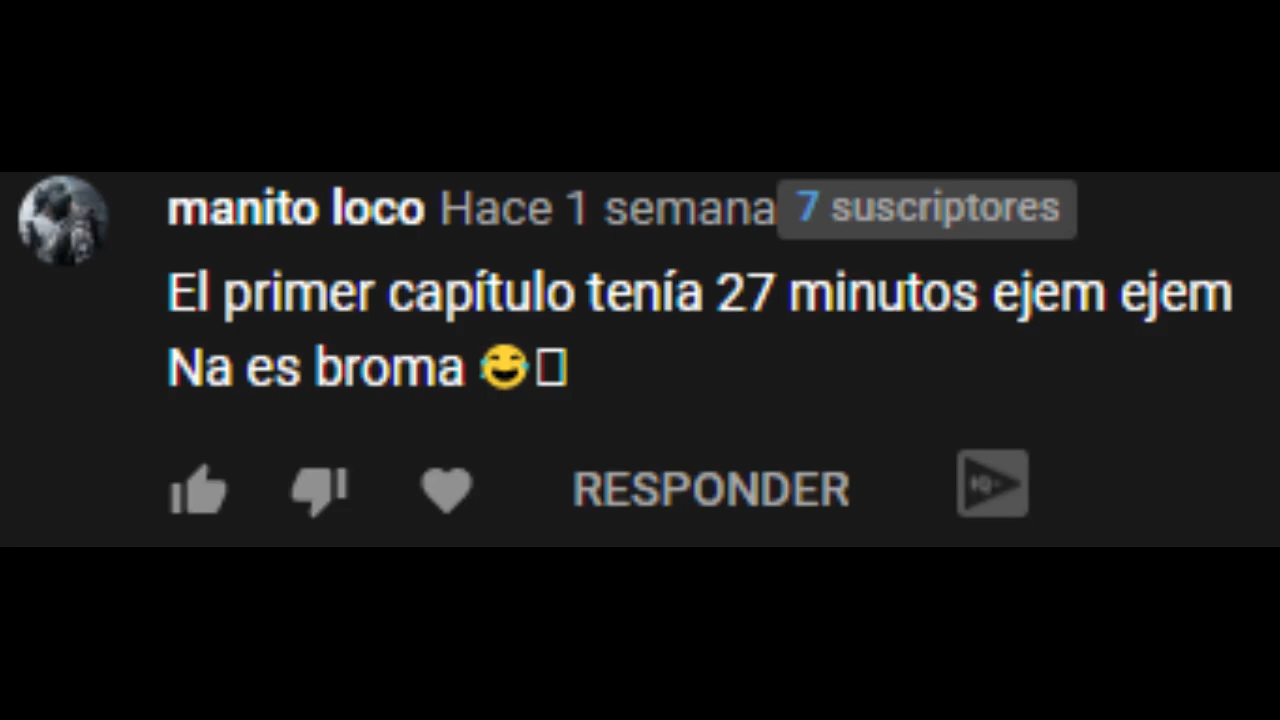 manito loco Hace 1 semana 7 suscriptores
El primer capítulo tenía 27 minutos ejem ejem
Na es broma 😅
RESPONDER